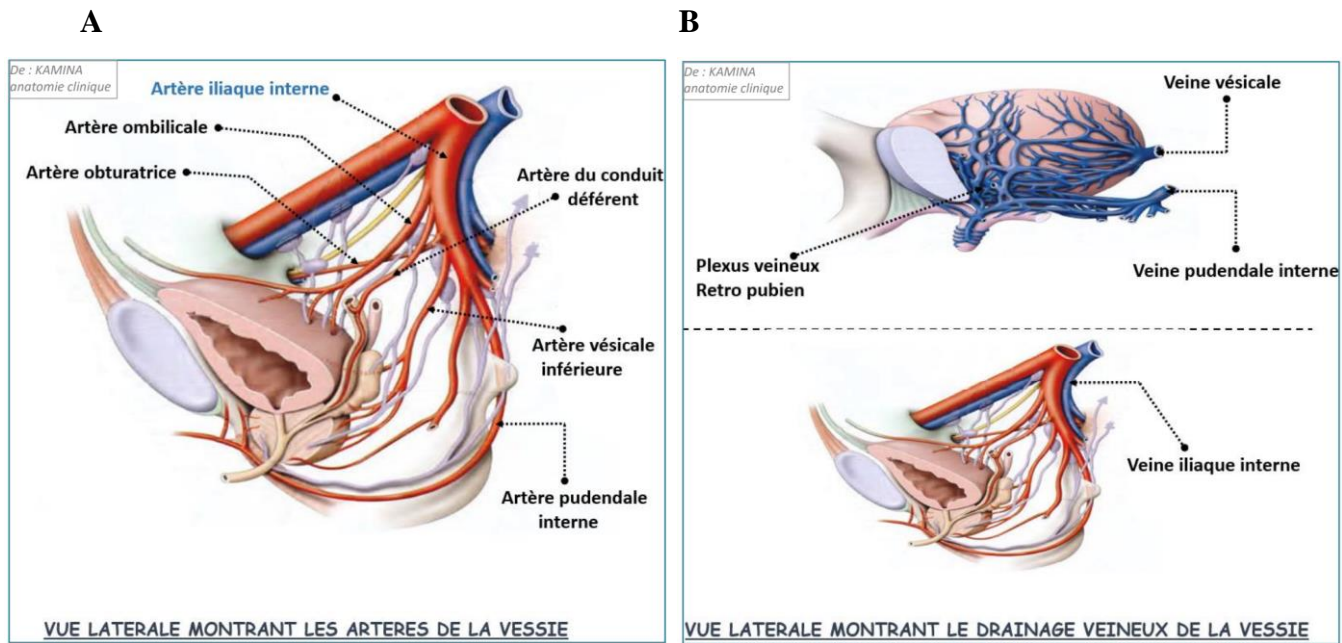 A
De : KAMINA
anatomie clinique
Artère iliaque interne
Artère ombilicale
Artère obturatrice
Artère du conduit
déférent
Artère vésicale
inférieure
Artère pudendale
interne
VUE LATERALE MONTRANT LES ARTERES DE LA VESSIE
B
De : KAMINA
anatomie clinique
Veine vésicale
Plexus veineux
Retro pubien
Veine pudendale interne
Veine iliaque interne
VUE LATERALE MONTRANT LE DRAINAGE VEINEUX DE LA VESSIE